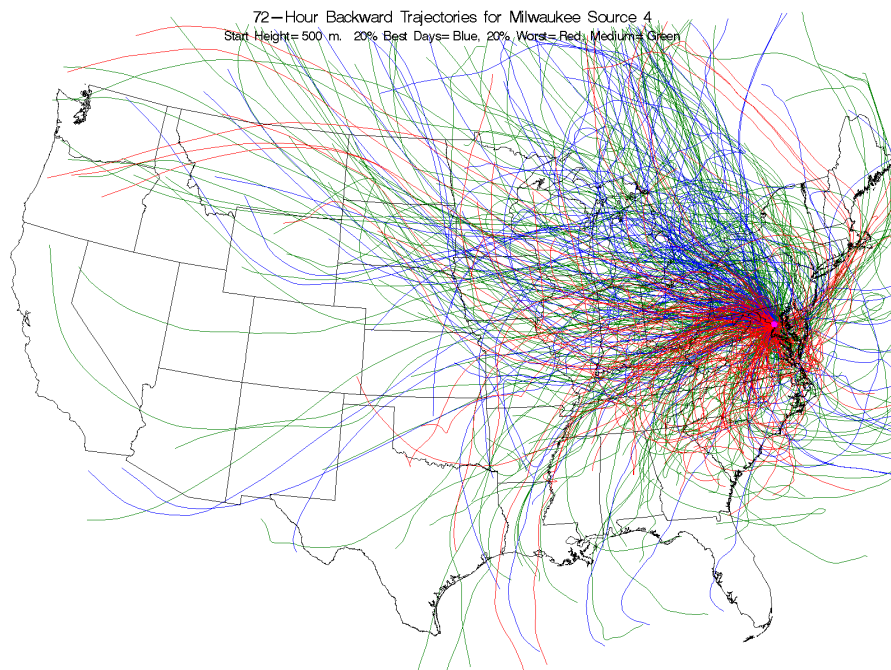 72-Hour Backward Trajectories for Milwaukee Source 4
Start Height= 500 m. 20% Best Days= Blue, 20% Worst= Red, Medium= Green